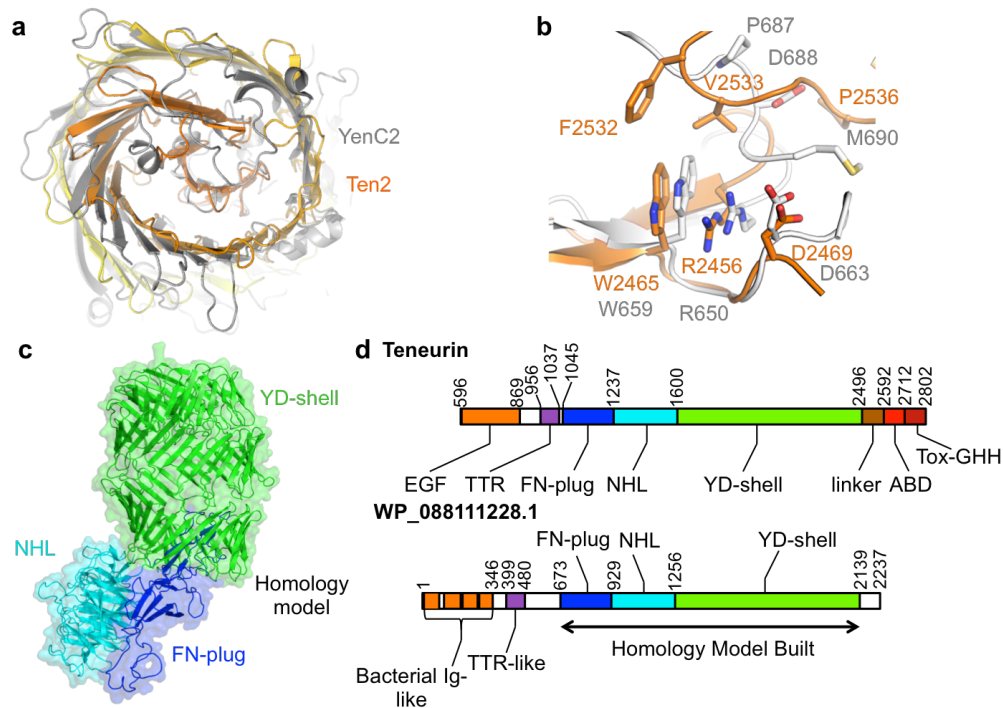 a
YenC2
Ten2
b
P687
D688
V2533
P2536
F2532
M690
R2456
D2469
W2465
D663
W659
R650
c
YD-shell
NHL
Homology
model
FN-plug
d
Teneurin
596
869
956
1037
1045
1237
1600
2496
2592
2712
2802
Tox-GHH
EGF TTR FN-plug NHL YD-shell linker ABD
WP_088111228.1
FN-plug NHL YD-shell
1
346
399
480
673
929
1256
2139
2237
Bacterial Ig-
like
TTR-like
Homology Model Built